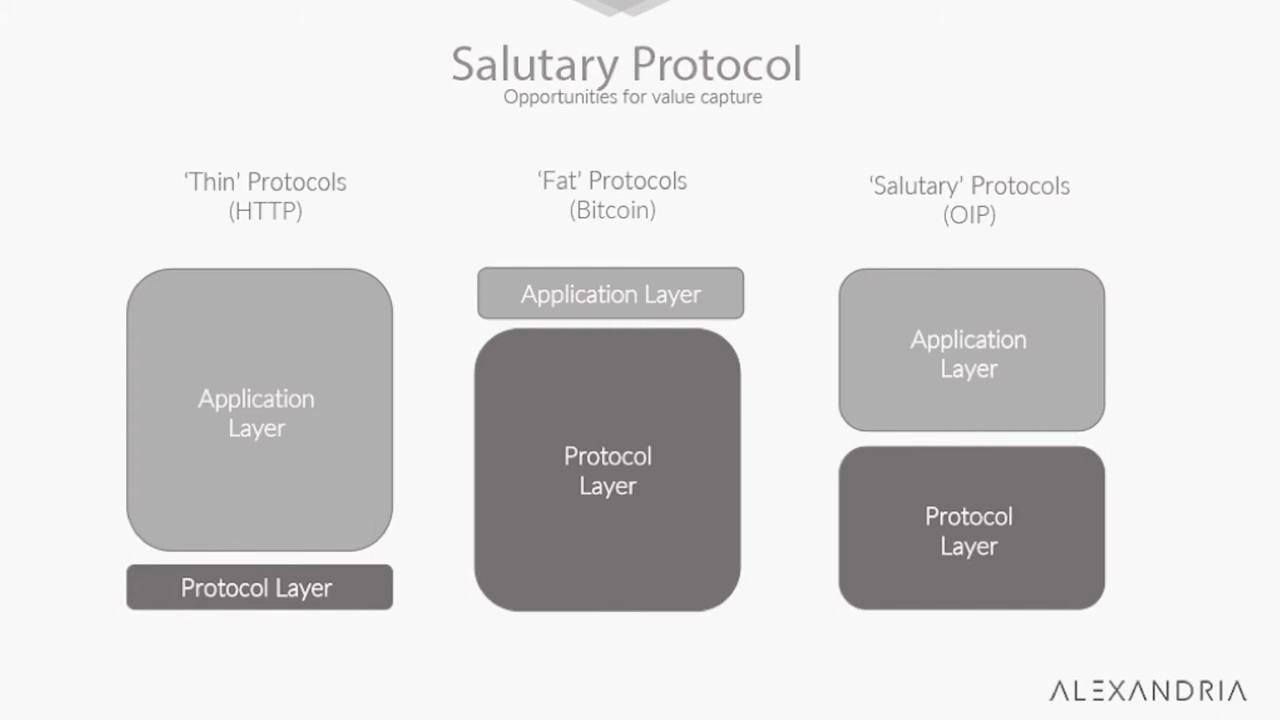 Salutary Protocol
Opportunities for value capture
‘Thin’ Protocols
(HTTP)
Application
Layer
Protocol Layer
‘Fat’ Protocols
(Bitcoin)
Application Layer
Protocol
Layer
‘Salutary’ Protocols
(OIP)
Application
Layer
Protocol
Layer
ALEXANDRIA